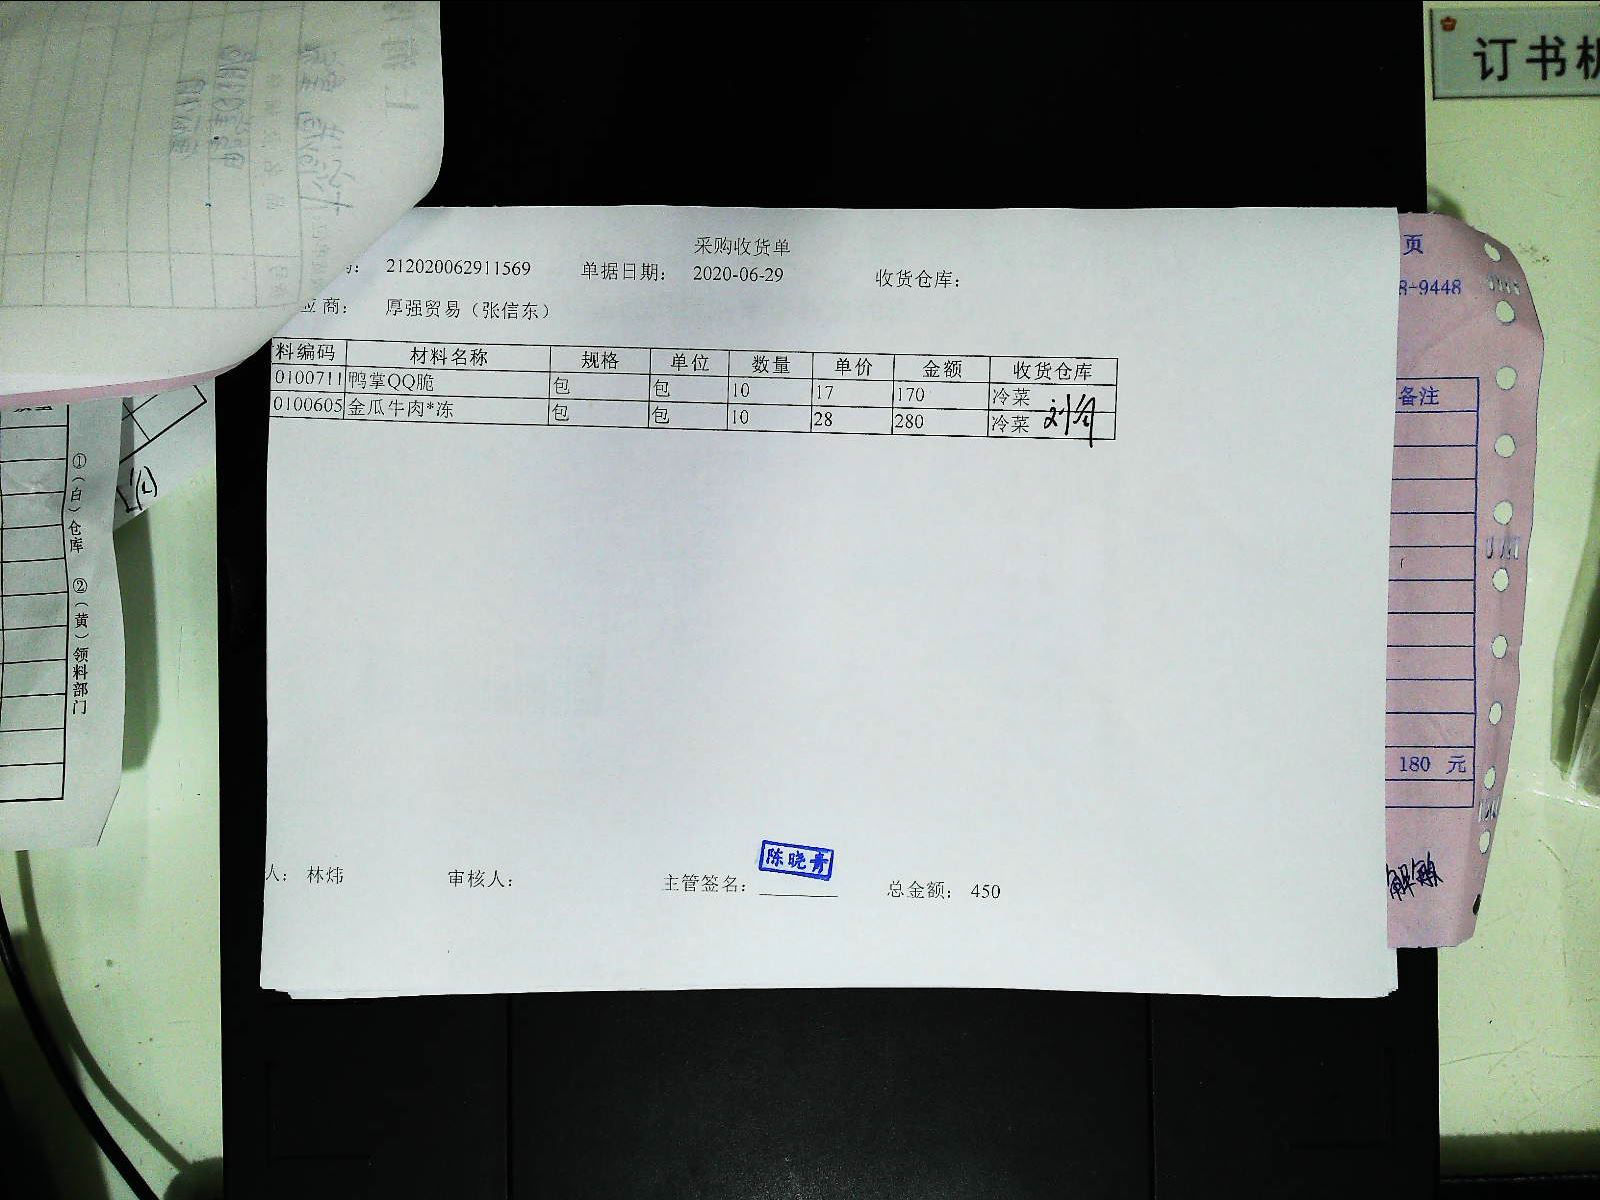 订书机
采购收货单
212020062911569 单据日期： 2020-06-29 收货仓库：
应商： 厚强贸易（张信东）
料编码 材料名称 规格 单位 数量 单价 金额 收货仓库
0100711 鸭掌QQ脆 包 包 10 17 170 冷菜
0100605 金瓜牛肉*冻 包 包 10 28 280 冷菜
人： 林炜 审核人： 主管签名： 总金额： 450
陈晓青
①（白）仓库 ②（黄）领料部门
页
8-9448
备注
180 元